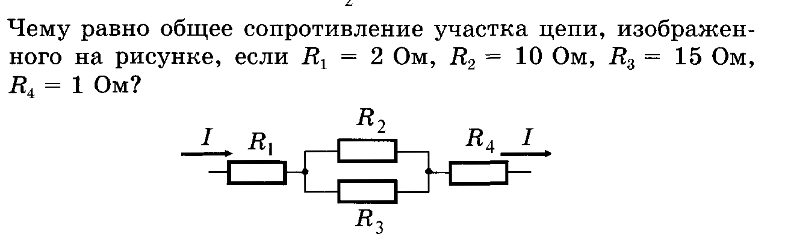 2
Чему равно общее сопротивление участка цепи, изображен-
ного на рисунке, если R₁ = 2 Ом, R₂ = 10 Ом, R₃ = 15 Ом,
R₄ = 1 Ом?
R₂
I R₁ R₄ I
R₃